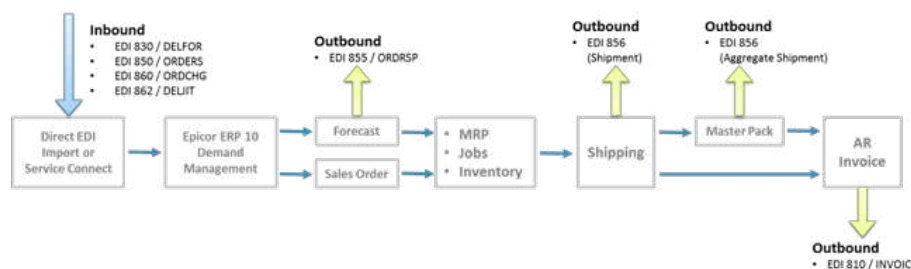 Inbound
• EDI 830 / DELFOR
• EDI 850 / ORDERS
• EDI 860 / ORDCHG
• EDI 862 / DELJIT
Outbound
• EDI 855 / ORDRSP
Outbound
• EDI 856
(Shipment)
Outbound
• EDI 856
(Aggregate Shipment)
Direct EDI
Import or
Service Connect
Epicor ERP 10
Demand
Management
Forecast
Sales Order
• MRP
• Jobs
• Inventory
Shipping
Master Pack
AR
Invoice
Outbound
• EDI 810 / INVOIC